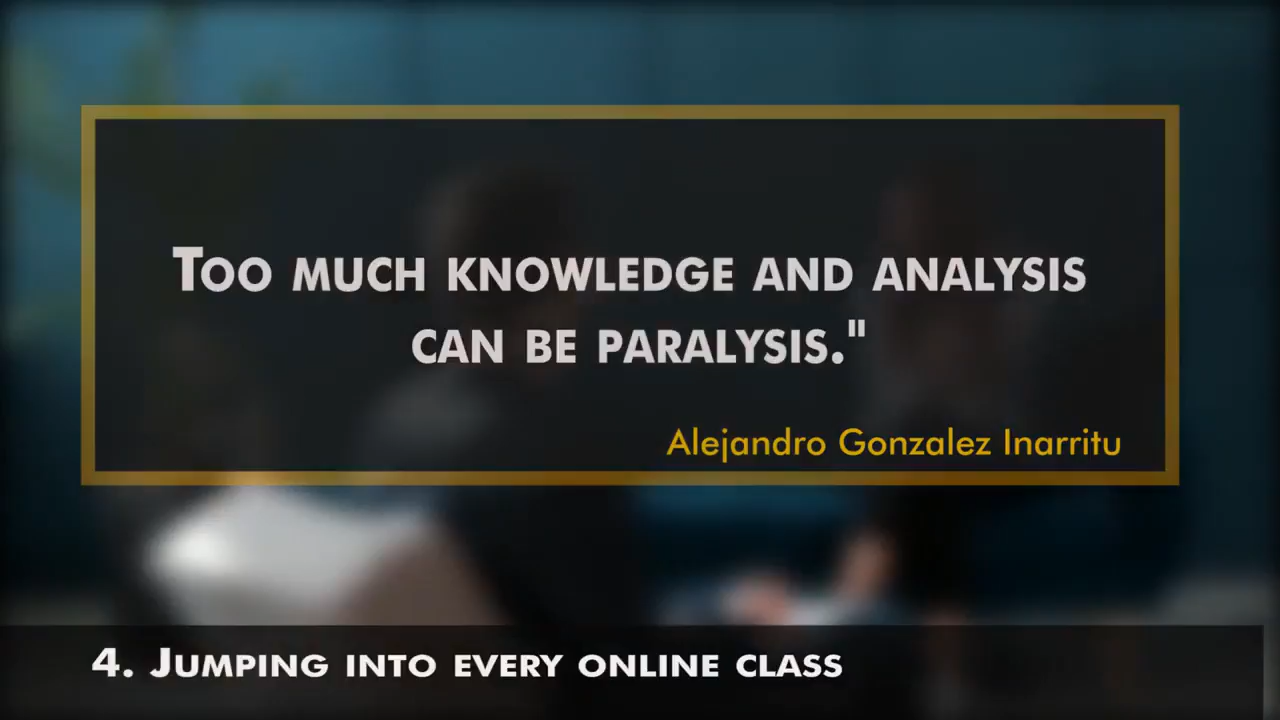 Too much knowledge and analysis
can be paralysis."
Alejandro Gonzalez Inarritu
4. Jumping into every online class